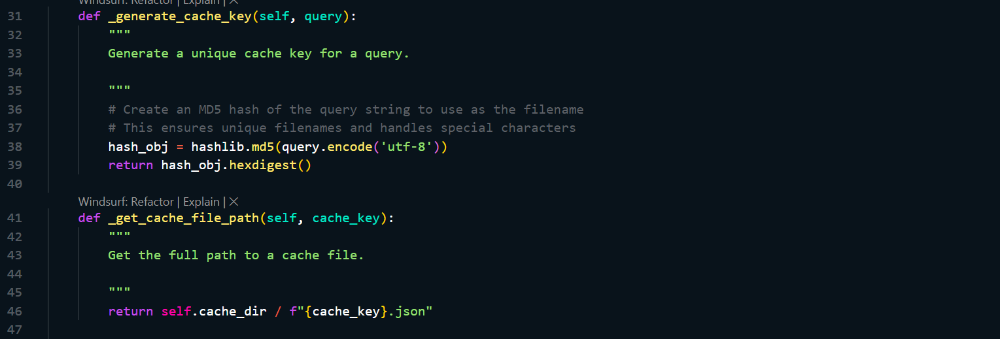 Windsurf: Refactor | Explain | ✕
31 def _generate_cache_key(self, query):
32 """
33 Generate a unique cache key for a query.
34
35 """
36 # Create an MD5 hash of the query string to use as the filename
37 # This ensures unique filenames and handles special characters
38 hash_obj = hashlib.md5(query.encode('utf-8'))
39 return hash_obj.hexdigest()
40
Windsurf: Refactor | Explain | ✕
41 def _get_cache_file_path(self, cache_key):
42 """
43 Get the full path to a cache file.
44
45 """
46 return self.cache_dir / f"{cache_key}.json"
47